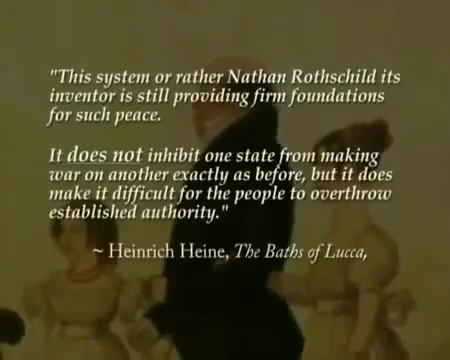 "This system or rather Nathan Rothschild its
inventor is still providing firm foundations
for such peace.
It does not inhibit one state from making
war on another exactly as before, but it does
make it difficult for the people to overthrow
established authority."
~ Heinrich Heine, The Baths of Lucca,